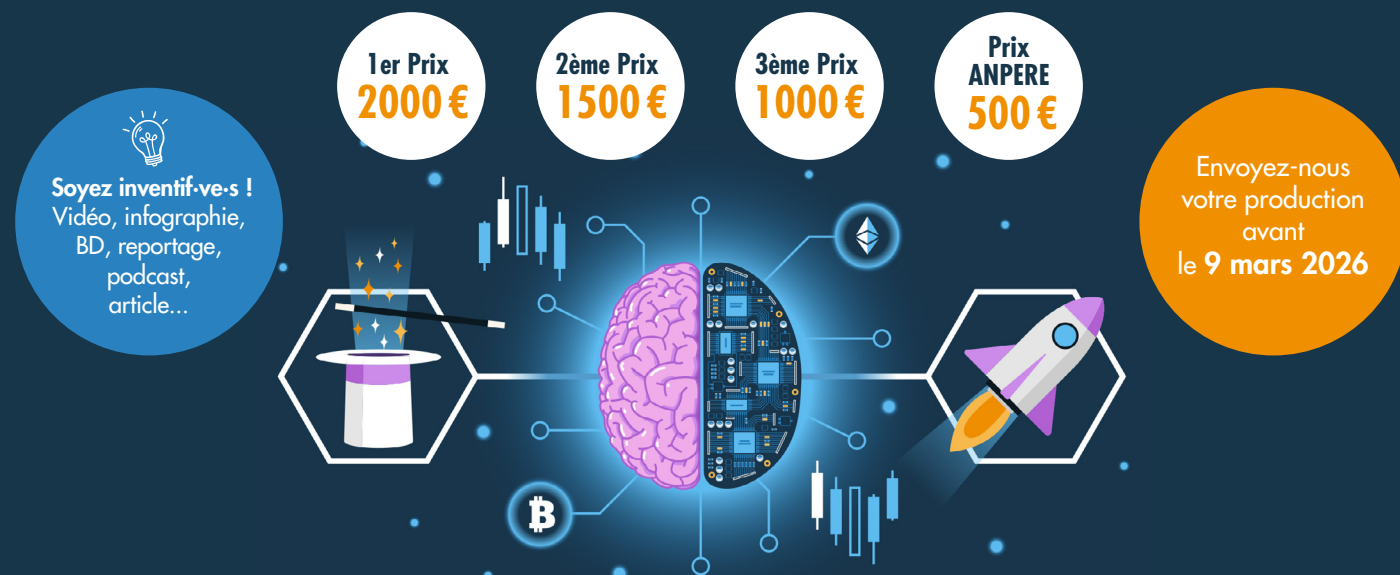 1er Prix
2000 €
2ème Prix
1500 €
3ème Prix
1000 €
Prix
ANPERE
500 €
Soyez inventif·ve·s !
Vidéo, infographie,
BD, reportage,
podcast,
article...
Envoyez-nous
votre production
avant
le 9 mars 2026